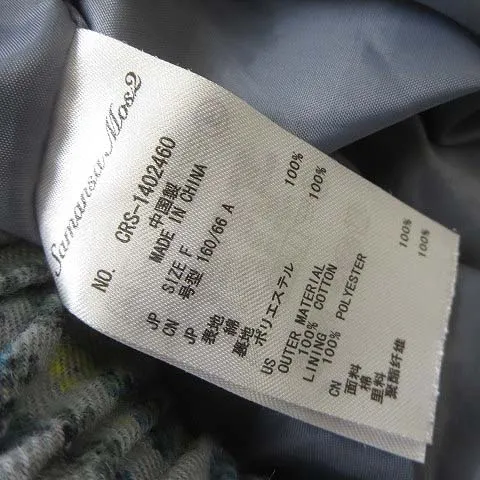 Samansa Mos2
NO. CRS-1402460
中国製
MADE IN CHINA
SIZE F
号型 160/66 A
JP
CN
JP 表地
綿 100%
裏地
ポリエステル 100%
US OUTER MATERIAL
100% COTTON
LINING
100% POLYESTER
CN 面料
棉 100%
里料
聚酯纤维 100%